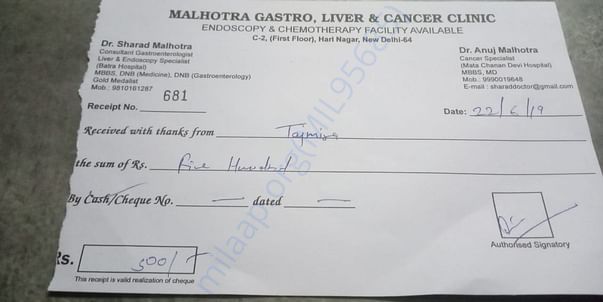 MALHOTRA GASTRO, LIVER & CANCER CLINIC
ENDOSCOPY & CHEMOTHERAPY FACILITY AVAILABLE
C-2, (First Floor), Hari Nagar, New Delhi-64
Dr. Sharad Malhotra
Consultant Gastroenterologist
Liver & Endoscopy Specialist
(Batra Hospital)
MBBS, DNB (Medicine), DNB (Gastroenterology)
Gold Medalist
Mob.: 9810161287
Dr. Anuj Malhotra
Cancer Specialist
(Mata Chanan Devi Hospital)
MBBS, MD
Mob.: 9990019648
E-mail : sharaddoctor@gmail.com
Receipt No. 681
Date: 22/6/19
Received with thanks from
the sum of Rs. Five Hundred
By Cash/Cheque No. — dated —
Rs. 500/-
This receipt is valid realization of cheque
Authorised Signatory